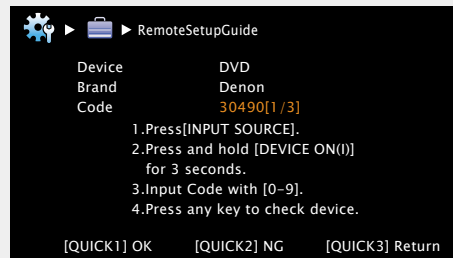 RemoteSetupGuide
Device DVD
Brand Denon
Code 30490[1/3]
1.Press[INPUT SOURCE].
2.Press and hold [DEVICE ON(I)]
for 3 seconds.
3.Input Code with [0–9].
4.Press any key to check device.
[QUICK1] OK [QUICK2] NG [QUICK3] Return